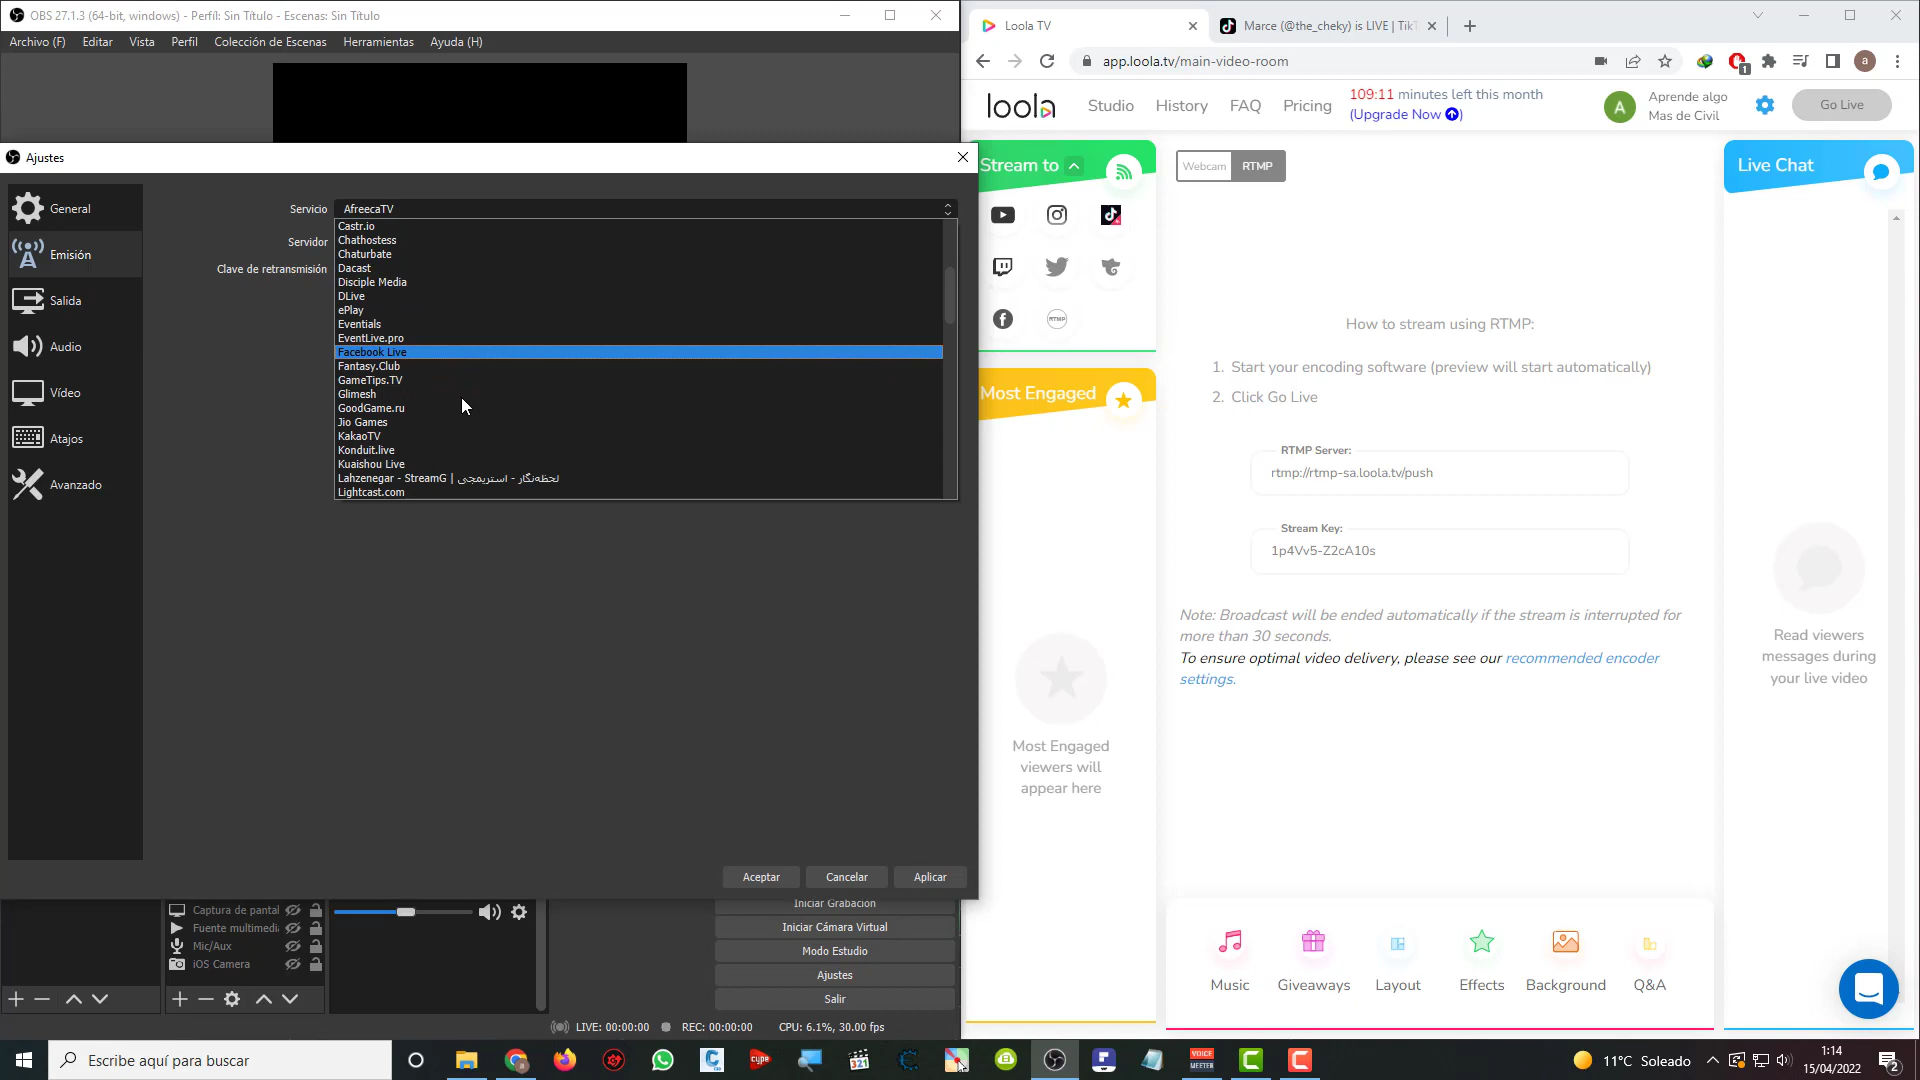 OBS 27.1.3 (64-bit, windows) - Perfíl: Sin Título - Escenas: Sin Título
Archivo (F) Editar Vista Perfil Colección de Escenas Herramientas Ayuda (H)
Ajustes
General
Emisión
Salida
Audio
Vídeo
Atajos
Avanzado
Servicio AfreecaTV
Servidor
Clave de retransmisión
Castr.io
Chathostess
Chaturbate
Dacast
Disciple Media
DLive
ePlay
Eventials
EventLive.pro
Facebook Live
Fantasy.Club
GameTips.TV
Glimesh
GoodGame.ru
Jio Games
KakaoTV
Konduit.live
Kuaishou Live
Lahzenegar - StreamG | لحظه‌نگار - استریمجی
Lightcast.com
Aceptar Cancelar Aplicar
Captura de pantal
Fuente multimedi
Mic/Aux
iOS Camera
Iniciar Grabación
Iniciar Cámara Virtual
Modo Estudio
Ajustes
Salir
LIVE: 00:00:00 REC: 00:00:00 CPU: 6.1%, 30.00 fps
Loola TV
Marce (@the_cheky) is LIVE | TikT
app.loola.tv/main-video-room
1
a
loola
Studio History FAQ Pricing
109:11 minutes left this month
(Upgrade Now )
A
Aprende algo
Mas de Civil
Go Live
Stream to
RTMP
Most Engaged
Most Engaged
viewers will
appear here
Webcam RTMP
How to stream using RTMP:
1. Start your encoding software (preview will start automatically)
2. Click Go Live
RTMP Server:
rtmp://rtmp-sa.loola.tv/push
Stream Key:
1p4Vv5-Z2cA10s
Note: Broadcast will be ended automatically if the stream is interrupted for
more than 30 seconds.
To ensure optimal video delivery, please see our recommended encoder
settings.
Music Giveaways Layout Effects Background Q&A
Live Chat
Read viewers
messages during
your live video
Escribe aquí para buscar
cype
321
VOICE
MEETER
11°C Soleado
1:14
15/04/2022
2